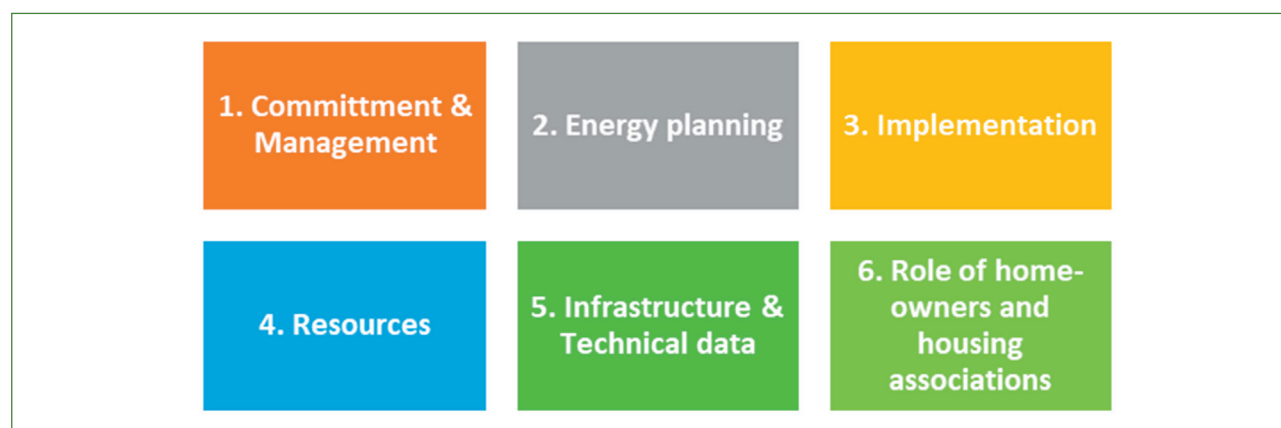 1. Committment &
Management
2. Energy planning
3. Implementation
4. Resources
5. Infrastructure &
Technical data
6. Role of home-
owners and
housing
associations